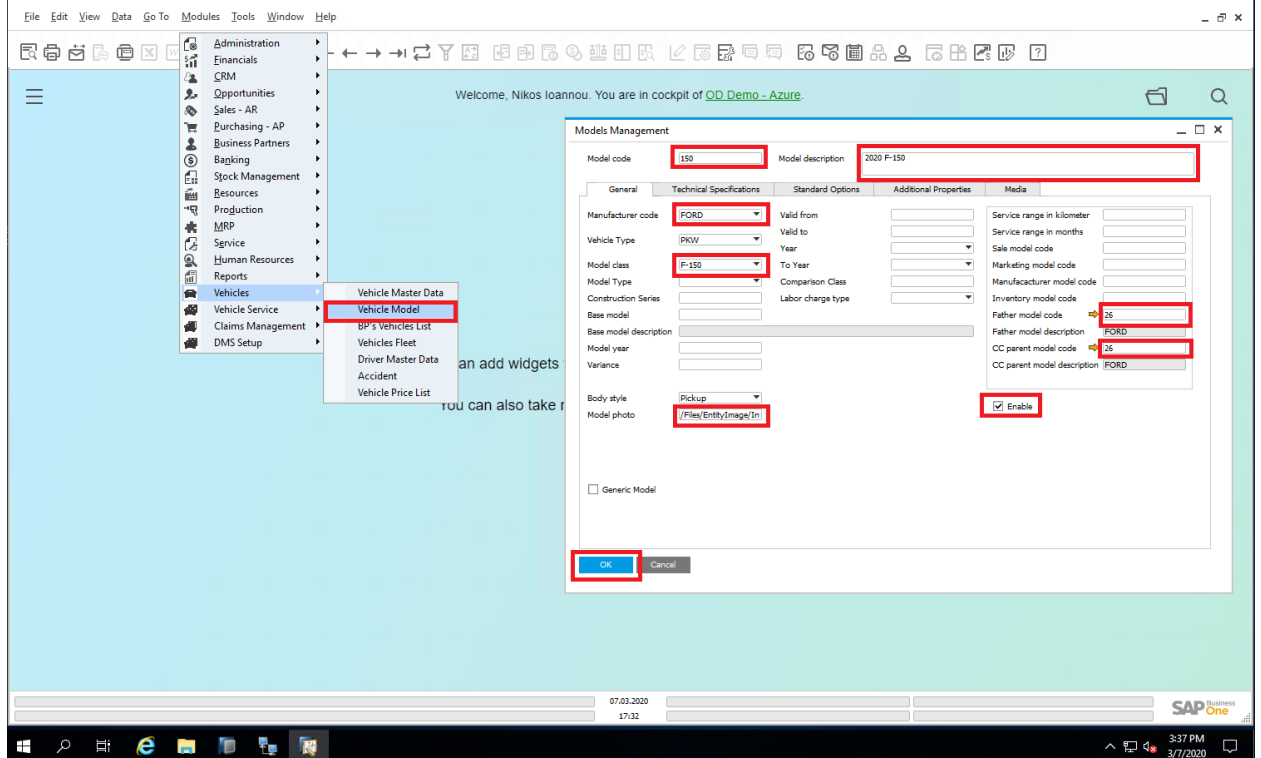 File Edit View Data Go To Modules Tools Window Help
Administration
Financials
CRM
Opportunities
Sales - AR
Purchasing - AP
Business Partners
Banking
Stock Management
Resources
Production
MRP
Service
Human Resources
Reports
Vehicles
Vehicle Service
Claims Management
DMS Setup
Vehicle Master Data
Vehicle Model
BP's Vehicles List
Vehicles Fleet
Driver Master Data
Accident
Vehicle Price List
Welcome, Nikos Ioannou. You are in cockpit of OD Demo - Azure.
an add widgets
You can also take
Models Management
Model code 150 Model description 2020 F-150
General Technical Specifications Standard Options Additional Properties Media
Manufacturer code FORD Valid from Service range in kilometer
Valid to Service range in months
Vehicle Type PKW Year Sale model code
Model class F-150 To Year Marketing model code
Model Type Comparison Class Manufacacturer model code
Construction Series Labor charge type Inventory model code
Base model Father model code 26
Base model description Father model description FORD
Model year CC parent model code 26
Variance CC parent model description FORD
Body style Pickup
Enable
Model photo /Files/EntityImage/In
Generic Model
OK Cancel
07.03.2020
17:32
SAP Business One
3:37 PM
3/7/2020